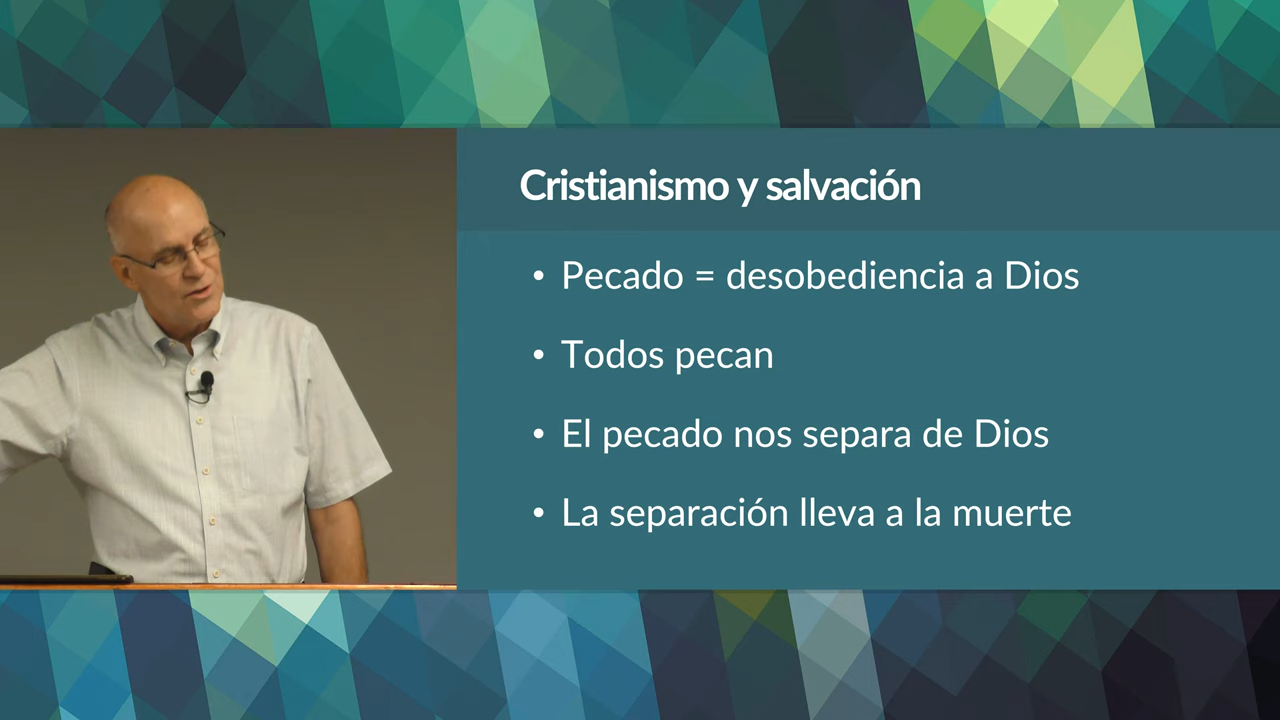 Cristianismo y salvación
• Pecado = desobediencia a Dios
• Todos pecan
• El pecado nos separa de Dios
• La separación lleva a la muerte